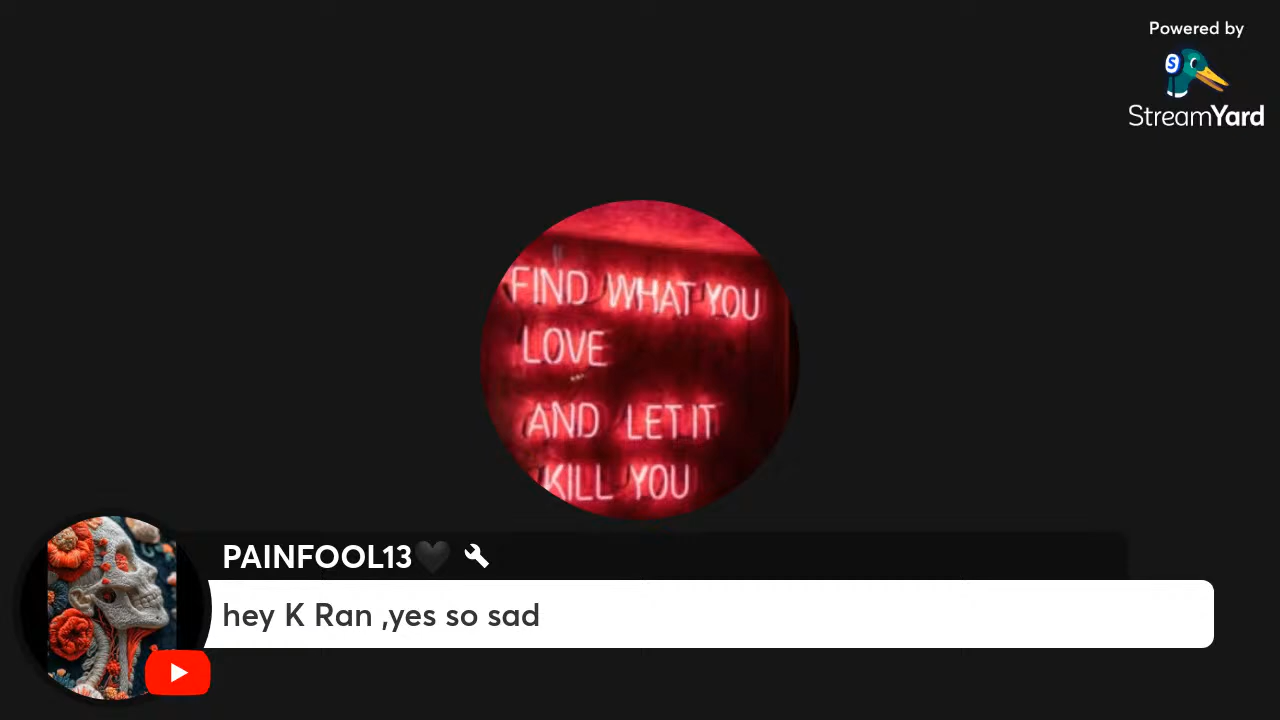 Powered by
StreamYard
FIND WHAT YOU
LOVE
AND LET IT
KILL YOU
PAINFOOL13🖤
hey K Ran ,yes so sad